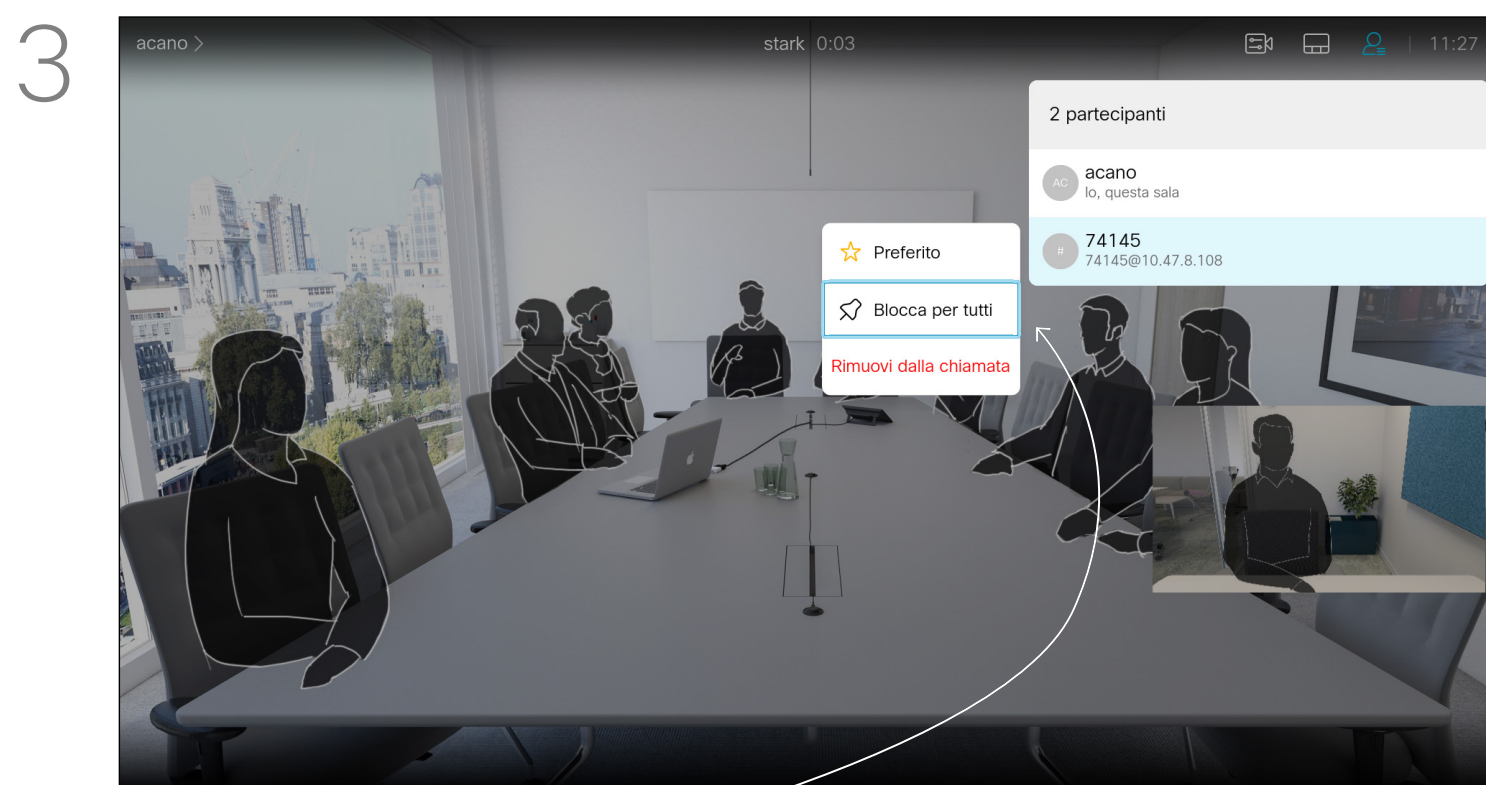 3
acano
stark 0:03
11:27
2 partecipanti
AC
acano
Io, questa sala
#
74145
74145@10.47.8.108
Preferito
Blocca per tutti
Rimuovi dalla chiamata